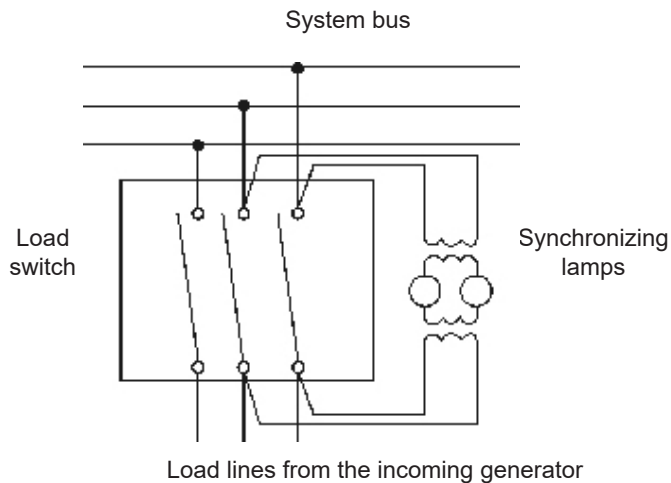 System bus
Load
switch
Synchronizing
lamps
Load lines from the incoming generator